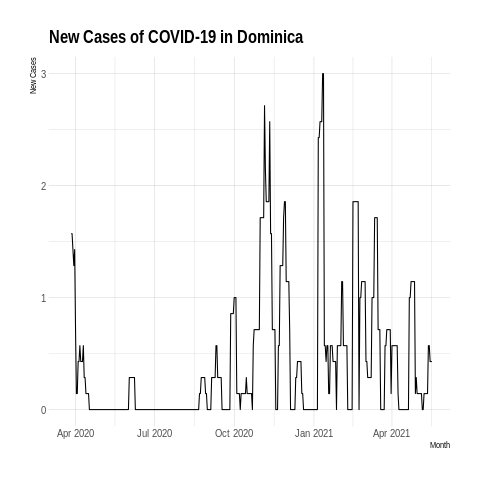 New Cases of COVID-19 in Dominica
New Cases
3
2
1
0
Apr 2020 Jul 2020 Oct 2020 Jan 2021 Apr 2021
Month